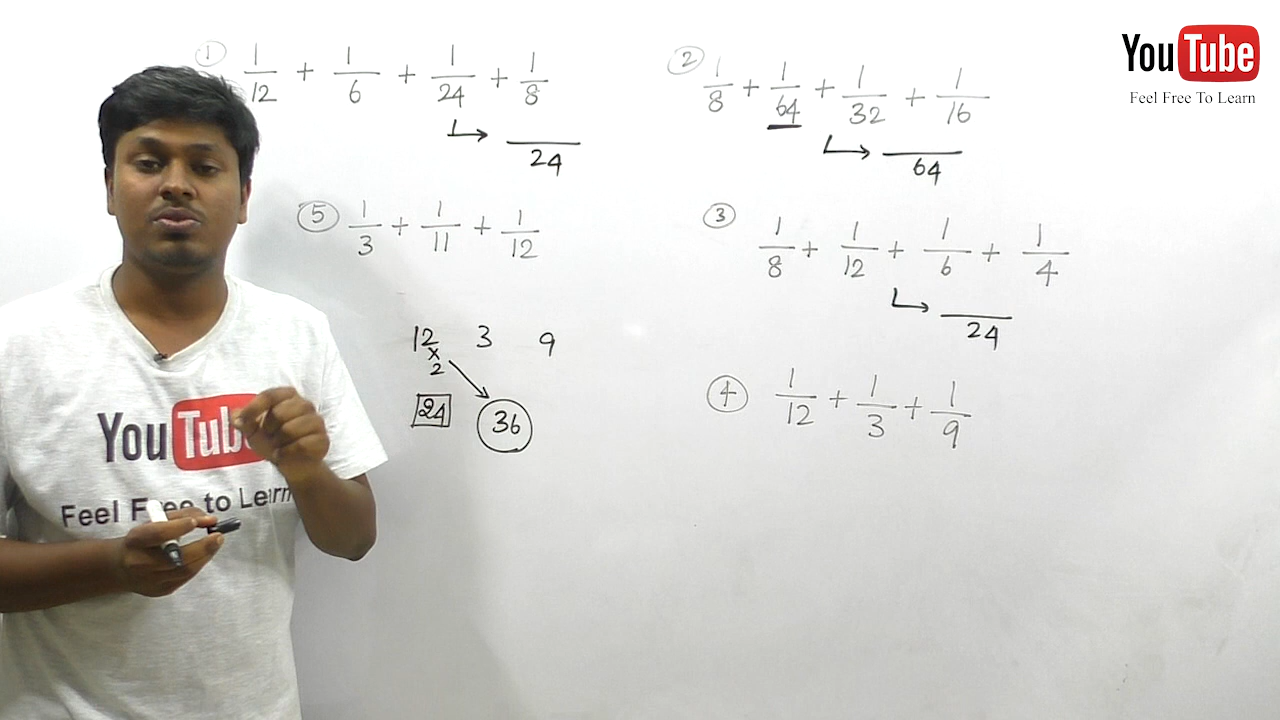 ① 1/12 + 1/6 + 1/24 + 1/8
↳ /24
② 1/8 + 1/64 + 1/32 + 1/16
↳ /64
⑤ 1/3 + 1/11 + 1/12
③ 1/8 + 1/12 + 1/6 + 1/4
↳ /24
12 3 9
×
2
24 36
④ 1/12 + 1/3 + 1/9
YouTube
Feel Free To Learn
YouTub
Feel Free to Learn